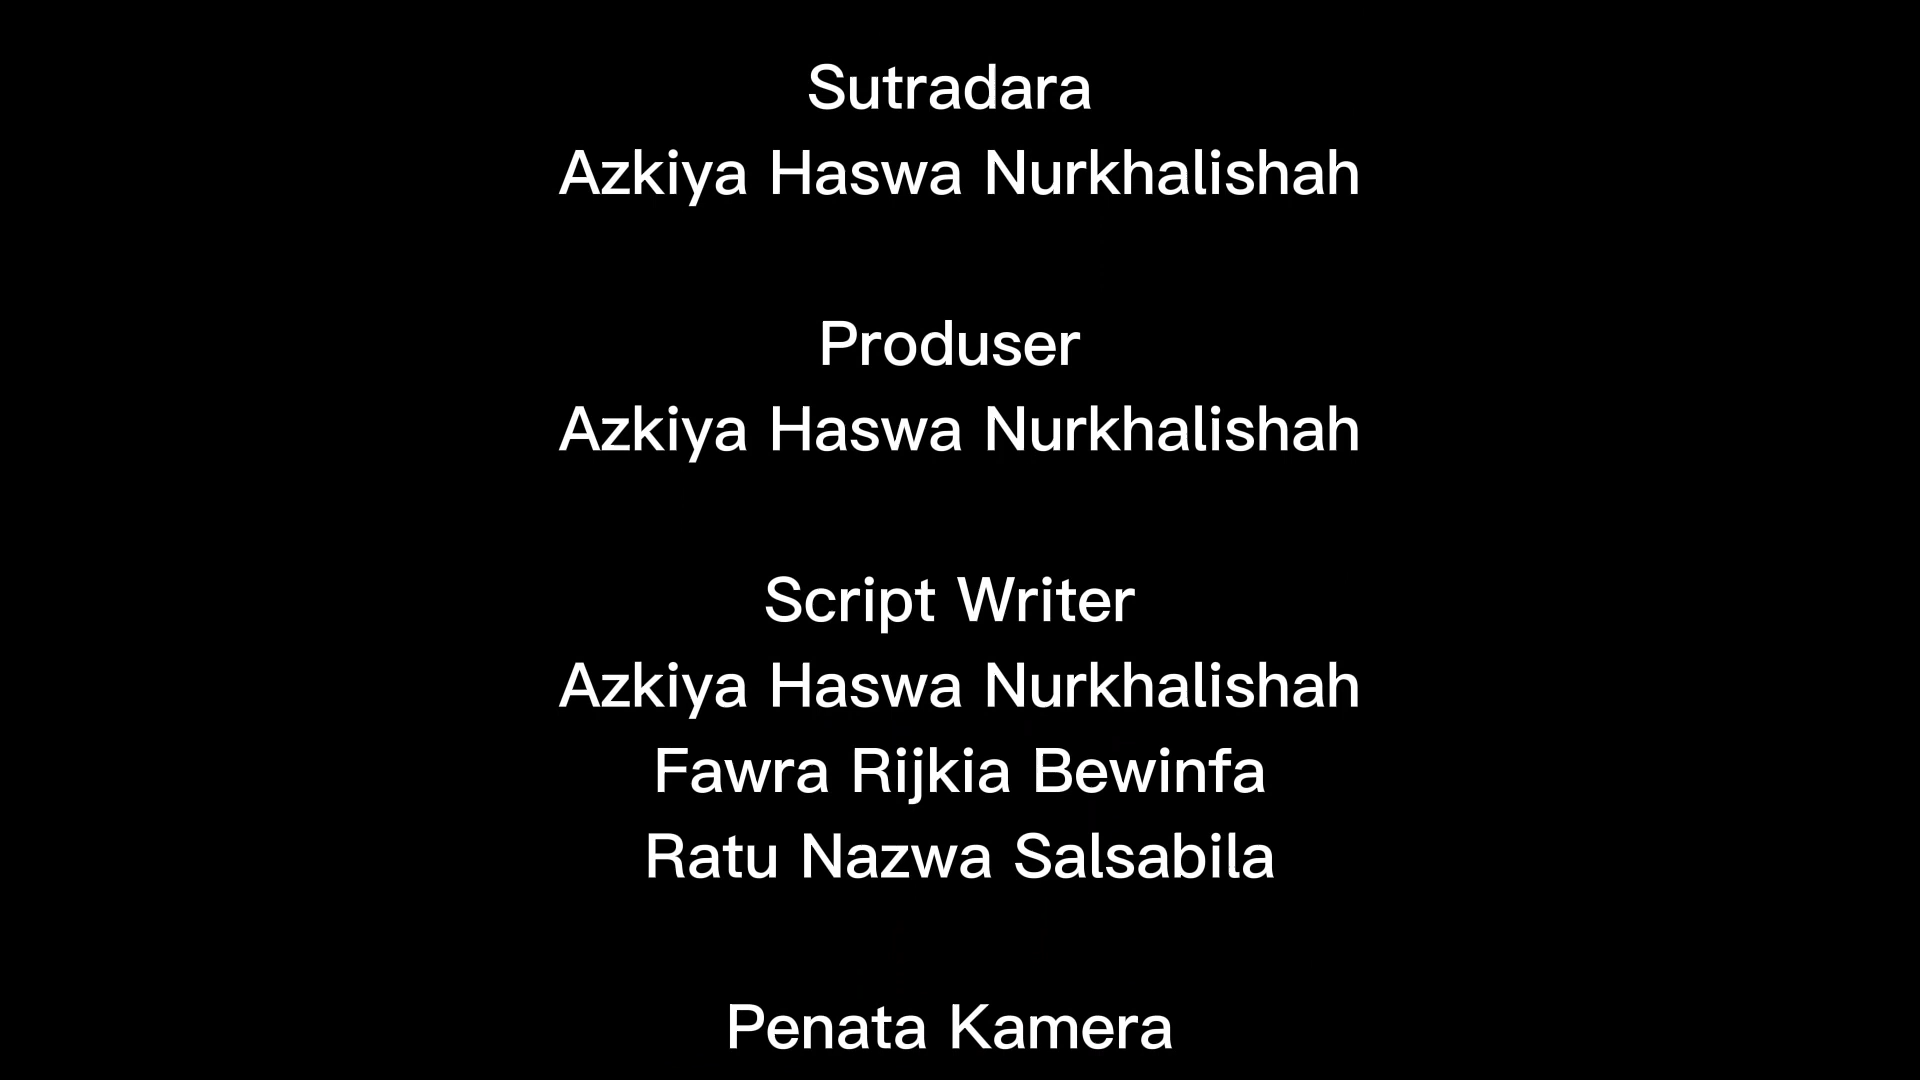 Sutradara
Azkiya Haswa Nurkhalishah
Produser
Azkiya Haswa Nurkhalishah
Script Writer
Azkiya Haswa Nurkhalishah
Fawra Rijkia Bewinfa
Ratu Nazwa Salsabila
Penata Kamera